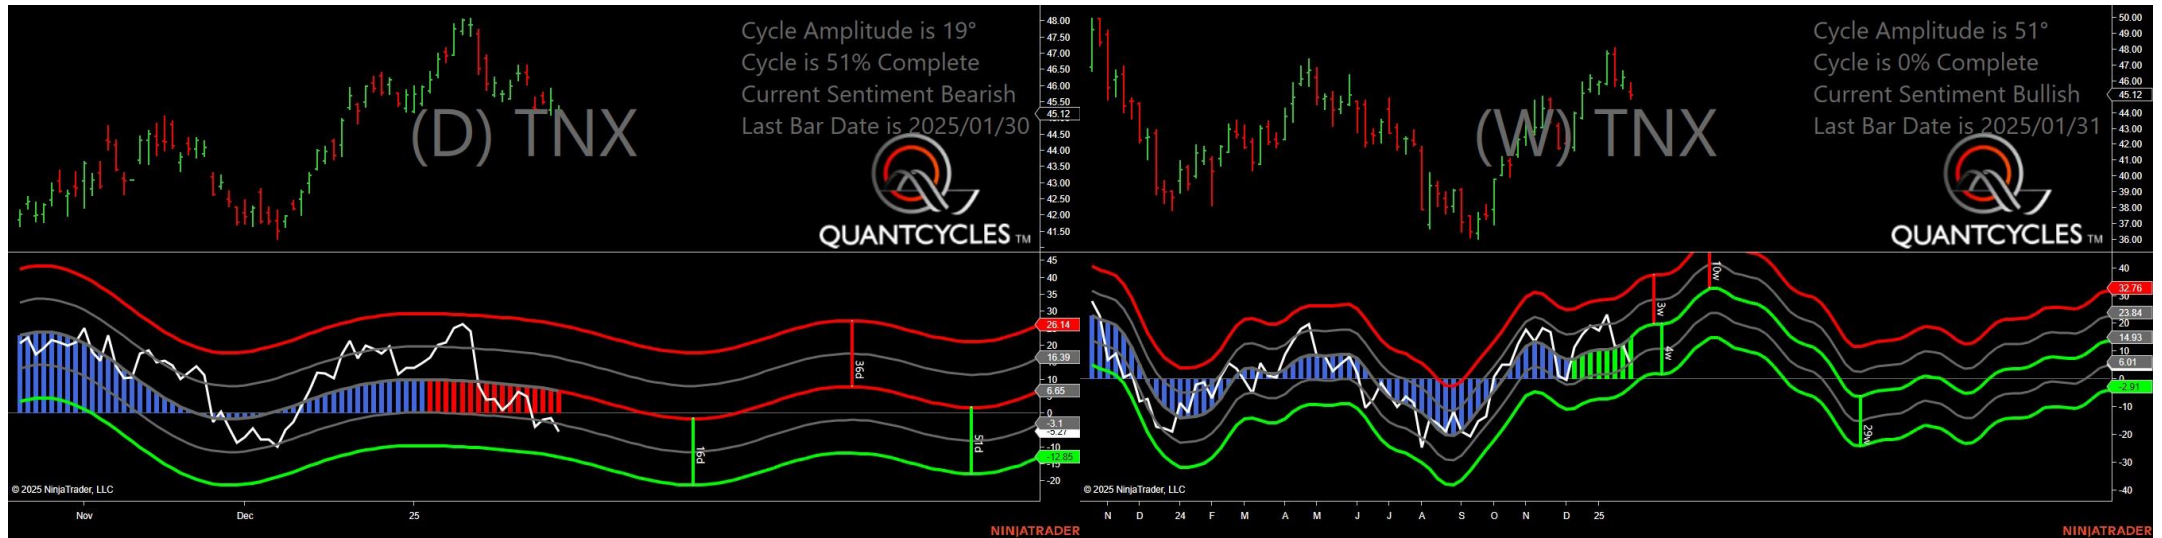 Cycle Amplitude is 19°
Cycle is 51% Complete
Current Sentiment Bearish
Last Bar Date is 2025/01/30
(D) TNX
QUANTCYCLES TM
48.00
47.50
47.00
46.50
46.00
45.50
45.12
44.50
44.00
43.50
43.00
42.50
42.00
41.50
45
40
35
30
26.14
20
16.39
10
6.65
0
-3.1
-5.27
-10
-12.85
-15
-20
16d
36d
51d
© 2025 NinjaTrader, LLC
Nov
Dec
25
NINJATRADER
Cycle Amplitude is 51°
Cycle is 0% Complete
Current Sentiment Bullish
Last Bar Date is 2025/01/31
(W) TNX
QUANTCYCLES TM
50.00
49.00
48.00
47.00
46.00
45.12
44.00
43.00
42.00
41.00
40.00
39.00
38.00
37.00
36.00
40
32.76
30
23.84
20
14.93
10
6.01
0
-2.91
-10
-20
-30
-40
3w
4w
10w
29w
© 2025 NinjaTrader, LLC
N D 24 F M A M J J A S O N D 25
NINJATRADER